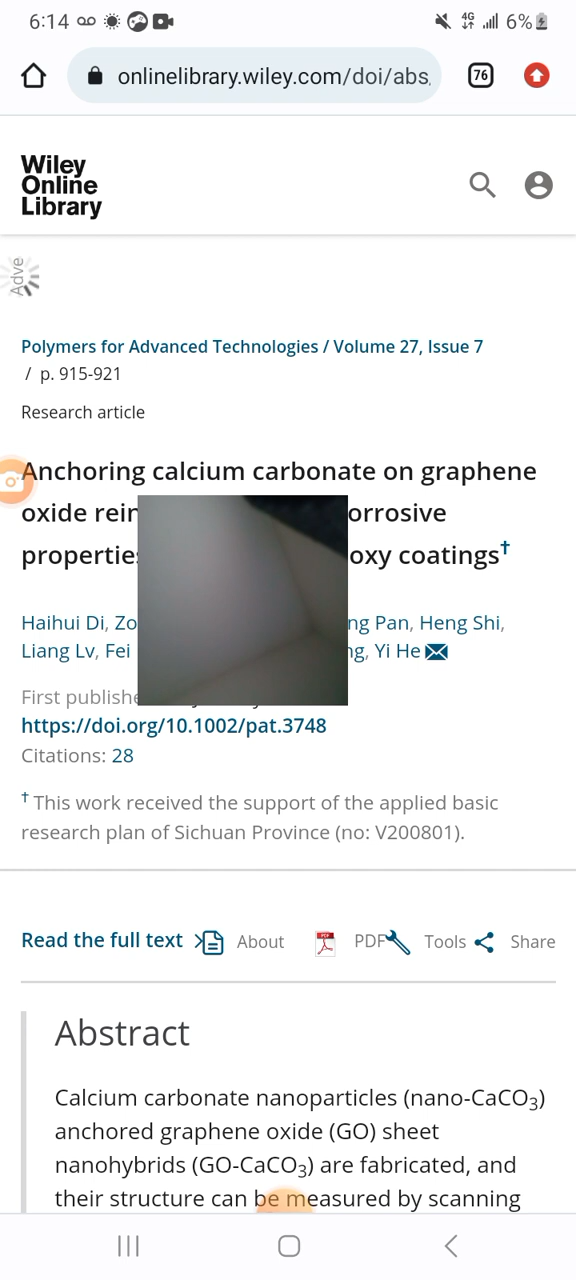 6:14 4G 6%
onlinelibrary.wiley.com/doi/abs 76
Wiley
Online
Library
Adve
Polymers for Advanced Technologies / Volume 27, Issue 7
/ p. 915-921
Research article
Anchoring calcium carbonate on graphene
oxide rein orrosive
properties oxy coatings†
Haihui Di, Zo ng Pan, Heng Shi,
Liang Lv, Fei ng, Yi He
First publishe
https://doi.org/10.1002/pat.3748
Citations: 28
† This work received the support of the applied basic
research plan of Sichuan Province (no: V200801).
Read the full text About PDF Tools Share
Abstract
Calcium carbonate nanoparticles (nano-CaCO₃)
anchored graphene oxide (GO) sheet
nanohybrids (GO-CaCO₃) are fabricated, and
their structure can be measured by scanning